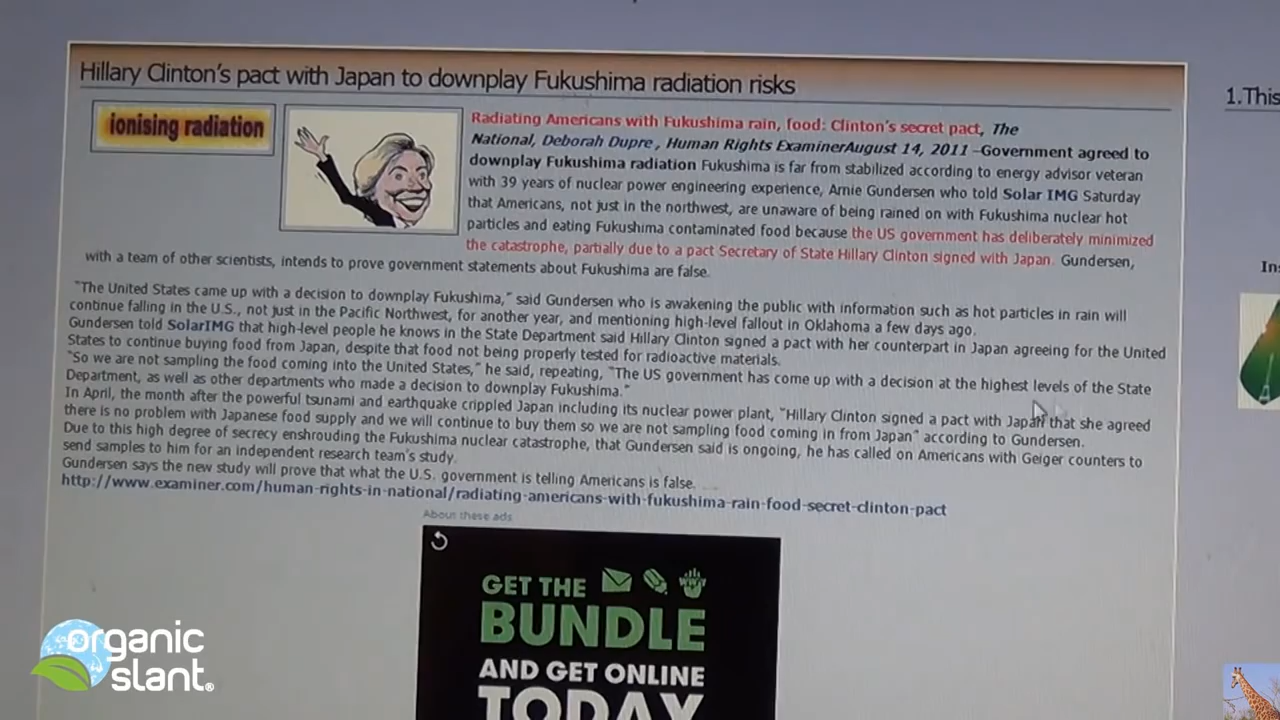 Hillary Clinton's pact with Japan to downplay Fukushima radiation risks
1.This
ionising radiation
Radiating Americans with Fukushima rain, food: Clinton's secret pact, The
National, Deborah Dupre , Human Rights ExaminerAugust 14, 2011 –Government agreed to
downplay Fukushima radiation Fukushima is far from stabilized according to energy advisor veteran
with 39 years of nuclear power engineering experience, Arnie Gundersen who told Solar IMG Saturday
that Americans, not just in the northwest, are unaware of being rained on with Fukushima nuclear hot
particles and eating Fukushima contaminated food because the US government has deliberately minimized
the catastrophe, partially due to a pact Secretary of State Hillary Clinton signed with Japan. Gundersen,
with a team of other scientists, intends to prove government statements about Fukushima are false.
"The United States came up with a decision to downplay Fukushima," said Gundersen who is awakening the public with information such as hot particles in rain will
continue falling in the U.S., not just in the Pacific Northwest, for another year, and mentioning high-level fallout in Oklahoma a few days ago.
Gundersen told SolarIMG that high-level people he knows in the State Department said Hillary Clinton signed a pact with her counterpart in Japan agreeing for the United
States to continue buying food from Japan, despite that food not being properly tested for radioactive materials.
"So we are not sampling the food coming into the United States," he said, repeating, "The US government has come up with a decision at the highest levels of the State
Department, as well as other departments who made a decision to downplay Fukushima."
In April, the month after the powerful tsunami and earthquake crippled Japan including its nuclear power plant, "Hillary Clinton signed a pact with Japan that she agreed
there is no problem with Japanese food supply and we will continue to buy them so we are not sampling food coming in from Japan" according to Gundersen.
Due to this high degree of secrecy enshrouding the Fukushima nuclear catastrophe, that Gundersen said is ongoing, he has called on Americans with Geiger counters to
send samples to him for an independent research team's study.
Gundersen says the new study will prove that what the U.S. government is telling Americans is false.
http://www.examiner.com/human-rights-in-national/radiating-americans-with-fukushima-rain-food-secret-clinton-pact
About these ads
GET THE
BUNDLE
AND GET ONLINE
TODAY
organic
slant®